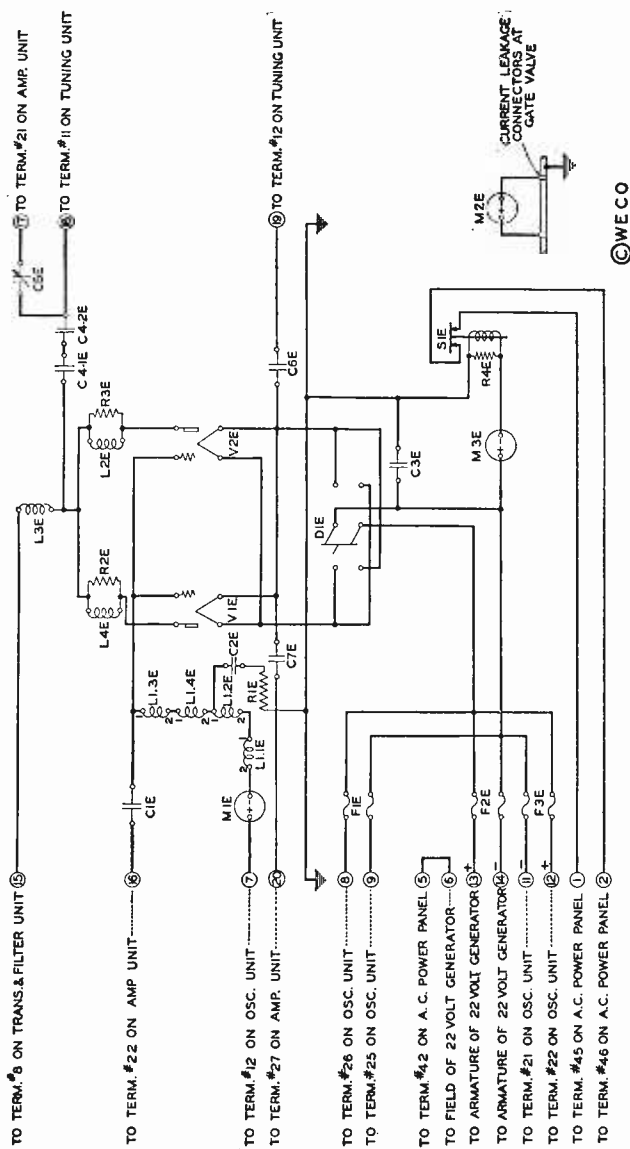 TO TERM.#8 ON TRANS.& FILTER UNIT 15
TO TERM.#22 ON AMP UNIT 16
TO TERM.#12 ON OSC. UNIT 7
TO TERM.#27 ON AMP. UNIT 20
TO TERM.#26 ON OSC. UNIT 8
TO TERM.#25 ON OSC. UNIT 9
TO TERM.#42 ON A.C. POWER PANEL 5
TO FIELD OF 22 VOLT GENERATOR 6
TO ARMATURE OF 22 VOLT GENERATOR 13 +
TO ARMATURE OF 22 VOLT GENERATOR 14 -
TO TERM.#21 ON OSC. UNIT 11 -
TO TERM.#22 ON OSC. UNIT 12 +
TO TERM.#45 ON A.C. POWER PANEL 1
TO TERM.#46 ON A.C. POWER PANEL 2
L3E
C4.1E C4.2E
C5E
17 TO TERM.#21 ON AMP. UNIT
18 TO TERM.#11 ON TUNING UNIT
L4E
R2E
L2E
R3E
C1E
1
L1.3E
2
1
L1.4E
2
1
L1.2E
2
C2E
R1E
2
L1.1E
1
M1E
+ -
V1E
V2E
C7E
C6E
19 TO TERM.#12 ON TUNING UNIT
D1E
C3E
F1E
F2E
F3E
M3E
+ -
R4E
S1E
M2E
+ -
CURRENT LEAKAGE
CONNECTORS AT
GATE VALVE
©WECO